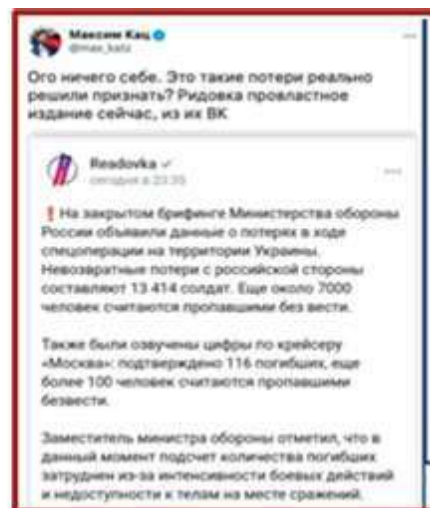 Максим Кац
@max_katz
Ого ничего себе. Это такие потери реально
решили признать? Ридовка провластное
издание сейчас, из их ВК
Readovka
сегодня в 23:35
❗На закрытом брифинге Министерства обороны
России объявили данные о потерях в ходе
спецоперации на территории Украины.
Невозвратные потери с российской стороны
составляют 13 414 солдат. Еще около 7000
человек считаются пропавшими без вести.
Также были озвучены цифры по крейсеру
«Москва»: подтверждено 116 погибших, еще
более 100 человек считаются пропавшими
безвести.
Заместитель министра обороны отметил, что в
данный момент подсчет количества погибших
затруднен из-за интенсивности боевых действий
и недоступности к телам на месте сражений.